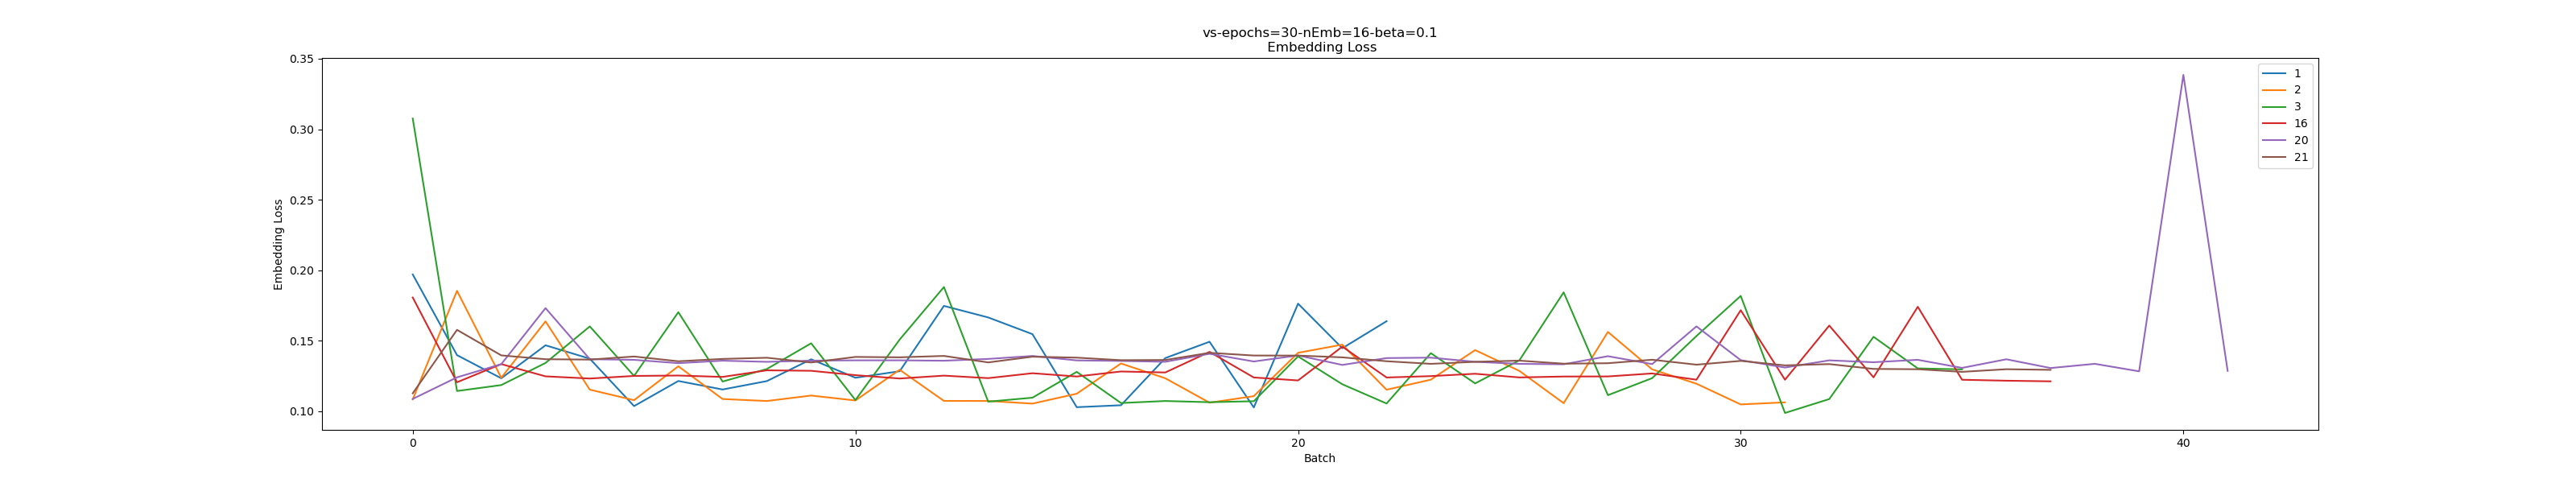 vs-epochs=30-nEmb=16-beta=0.1
Embedding Loss
0.35
0.30
0.25
0.20
0.15
0.10
Embedding Loss
0 10 20 30 40
Batch
1
2
3
16
20
21